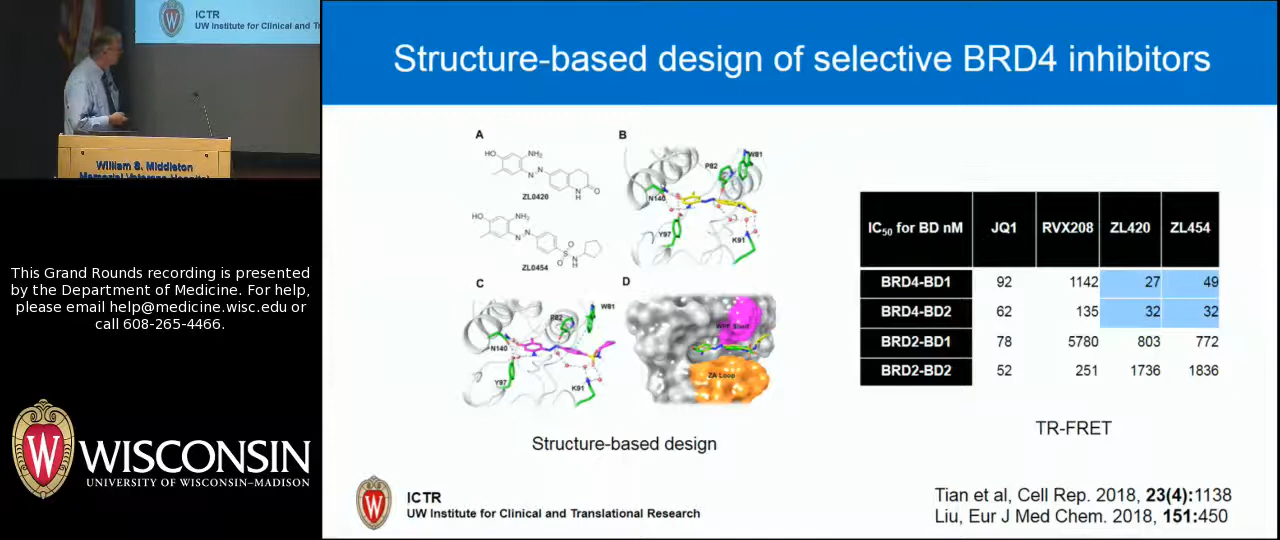 ICTR
UW Institute for Clinical and Tr
William S. Middleton
Memorial Veterans Hospital
This Grand Rounds recording is presented
by the Department of Medicine. For help,
please email help@medicine.wisc.edu or
call 608-265-4466.
W
WISCONSIN
UNIVERSITY OF WISCONSIN–MADISON
Structure-based design of selective BRD4 inhibitors
A
HO
NH2
N
N
N
H
O
ZL0420
HO
NH2
N
N
S
O
O
N
H
ZL0454
B
W81
P82
N140
Y97
K91
C
W81
P82
N140
Y97
K91
D
WPF Shelf
ZA Loop
Structure-based design
IC50 for BD nM JQ1 RVX208 ZL420 ZL454
BRD4-BD1 92 1142 27 49
BRD4-BD2 62 135 32 32
BRD2-BD1 78 5780 803 772
BRD2-BD2 52 251 1736 1836
TR-FRET
W
ICTR
UW Institute for Clinical and Translational Research
Tian et al, Cell Rep. 2018, 23(4):1138
Liu, Eur J Med Chem. 2018, 151:450